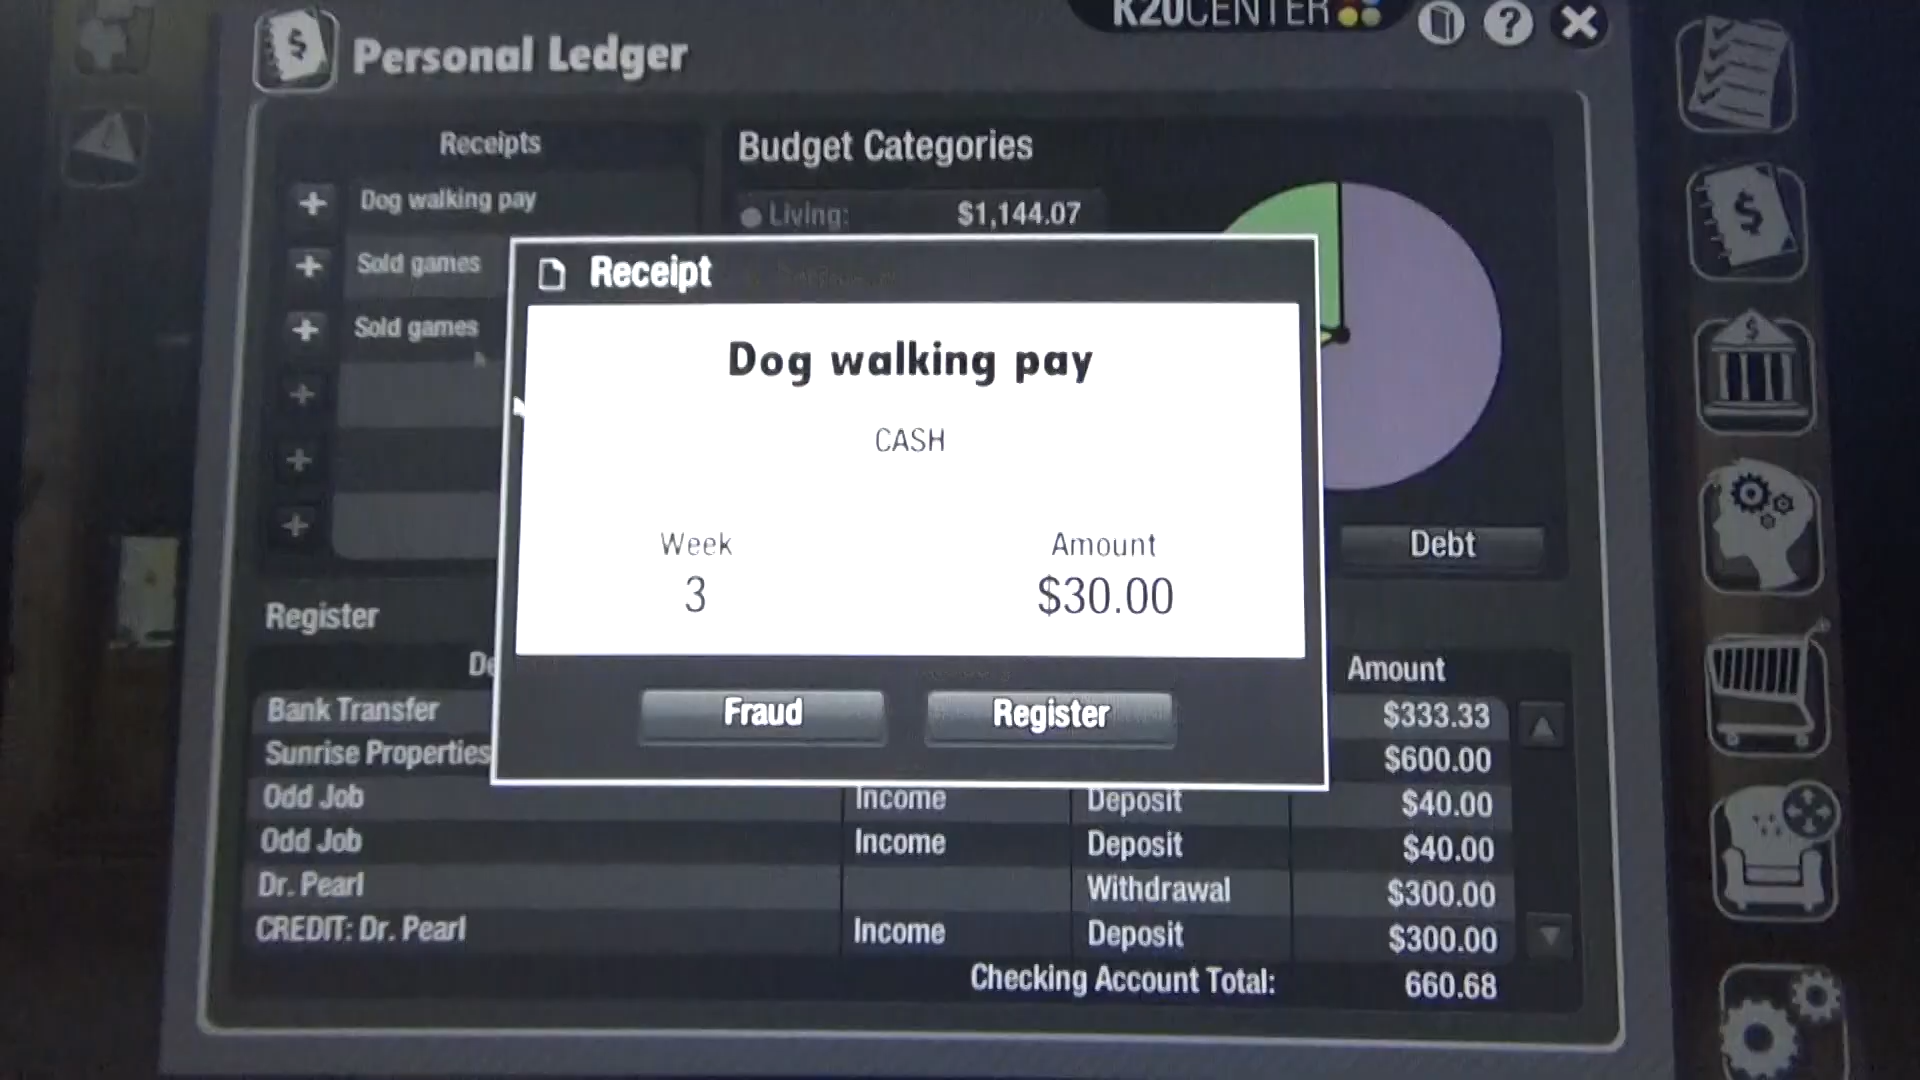 K20CENTER
Personal Ledger
Receipts
Dog walking pay
Sold games
Sold games
Budget Categories
Living: $1,144.07
Receipt
Dog walking pay
CASH
Week Amount
3 $30.00
Fraud Register
Debt
Register
De Amount
Bank Transfer $333.33
Sunrise Properties $600.00
Odd Job Income Deposit $40.00
Odd Job Income Deposit $40.00
Dr. Pearl Withdrawal $300.00
CREDIT: Dr. Pearl Income Deposit $300.00
Checking Account Total: 660.68